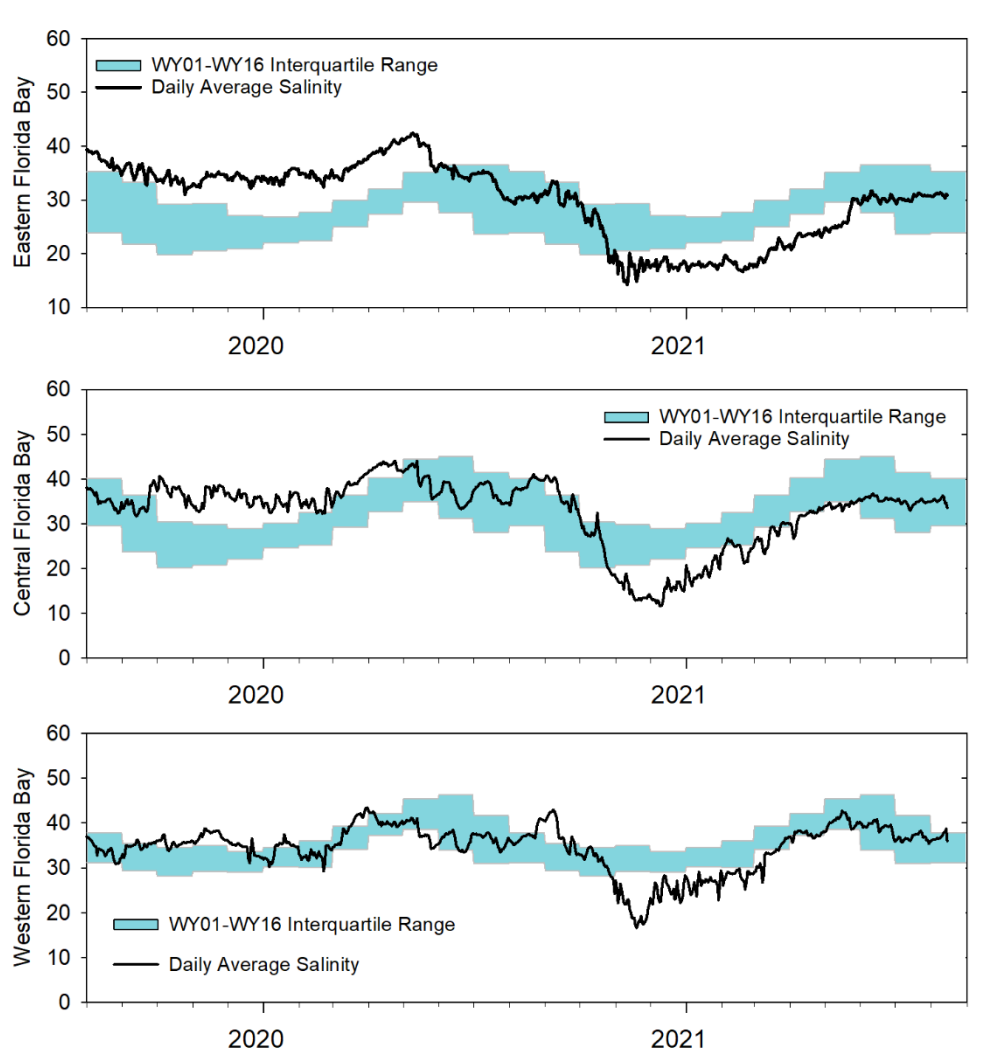 Eastern Florida Bay
60
50
40
30
20
10
WY01-WY16 Interquartile Range
Daily Average Salinity
2020 2021
Central Florida Bay
60
50
40
30
20
10
0
WY01-WY16 Interquartile Range
Daily Average Salinity
2020 2021
Western Florida Bay
60
50
40
30
20
10
0
WY01-WY16 Interquartile Range
Daily Average Salinity
2020 2021